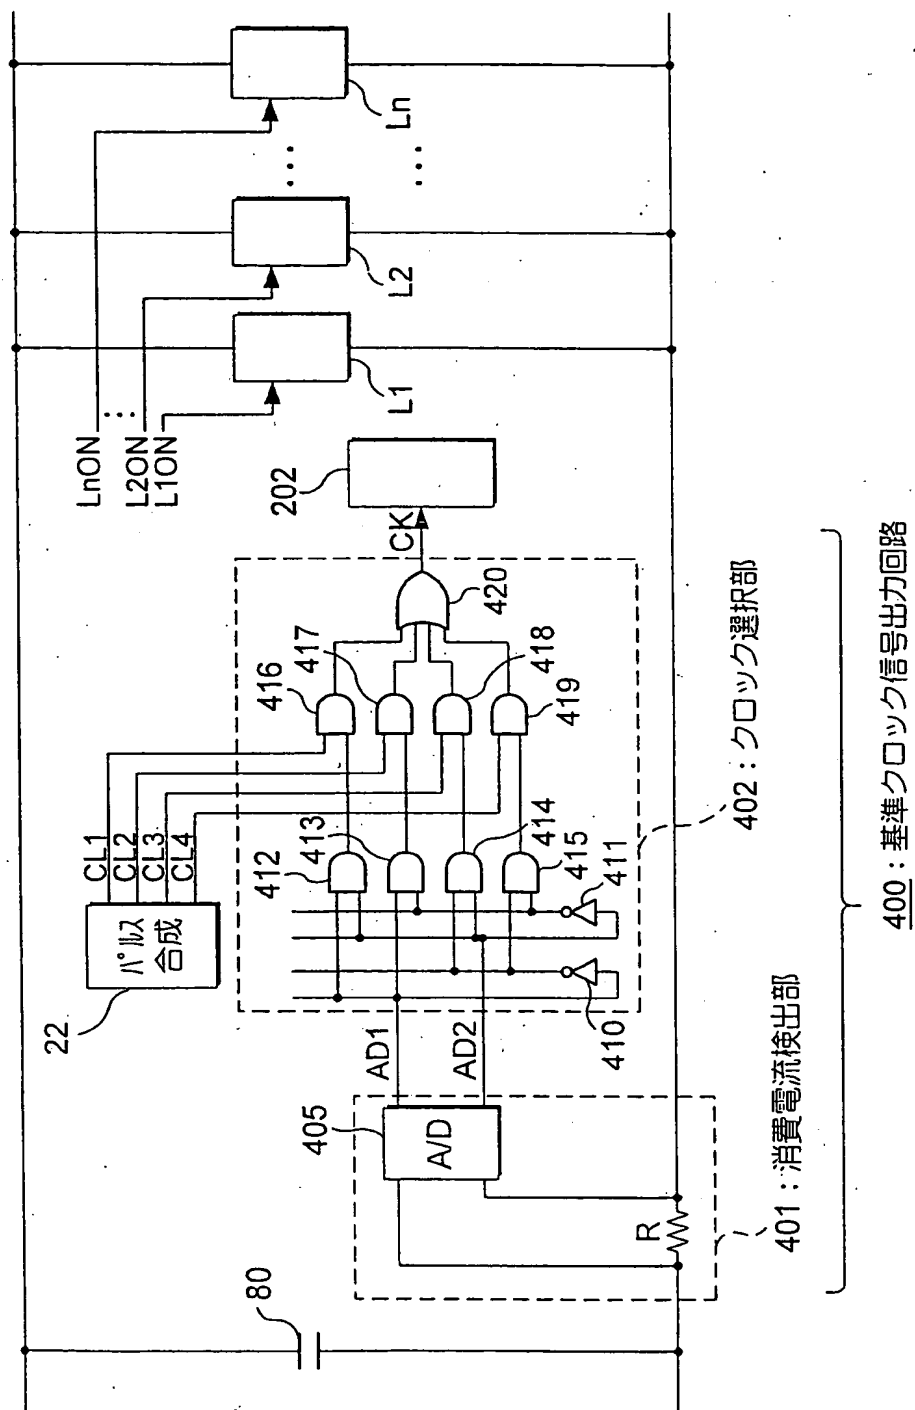 LnON
⋮
L2ON
L1ON
Ln
L2
L1
…
…
202
CK
パルス
合成
22
CL1
CL2
CL3
CL4
412
413
414
415
416
417
418
419
420
410
411
AD1
AD2
405
A/D
R
80
401：消費電流検出部
402：クロック選択部
400：基準クロック信号出力回路